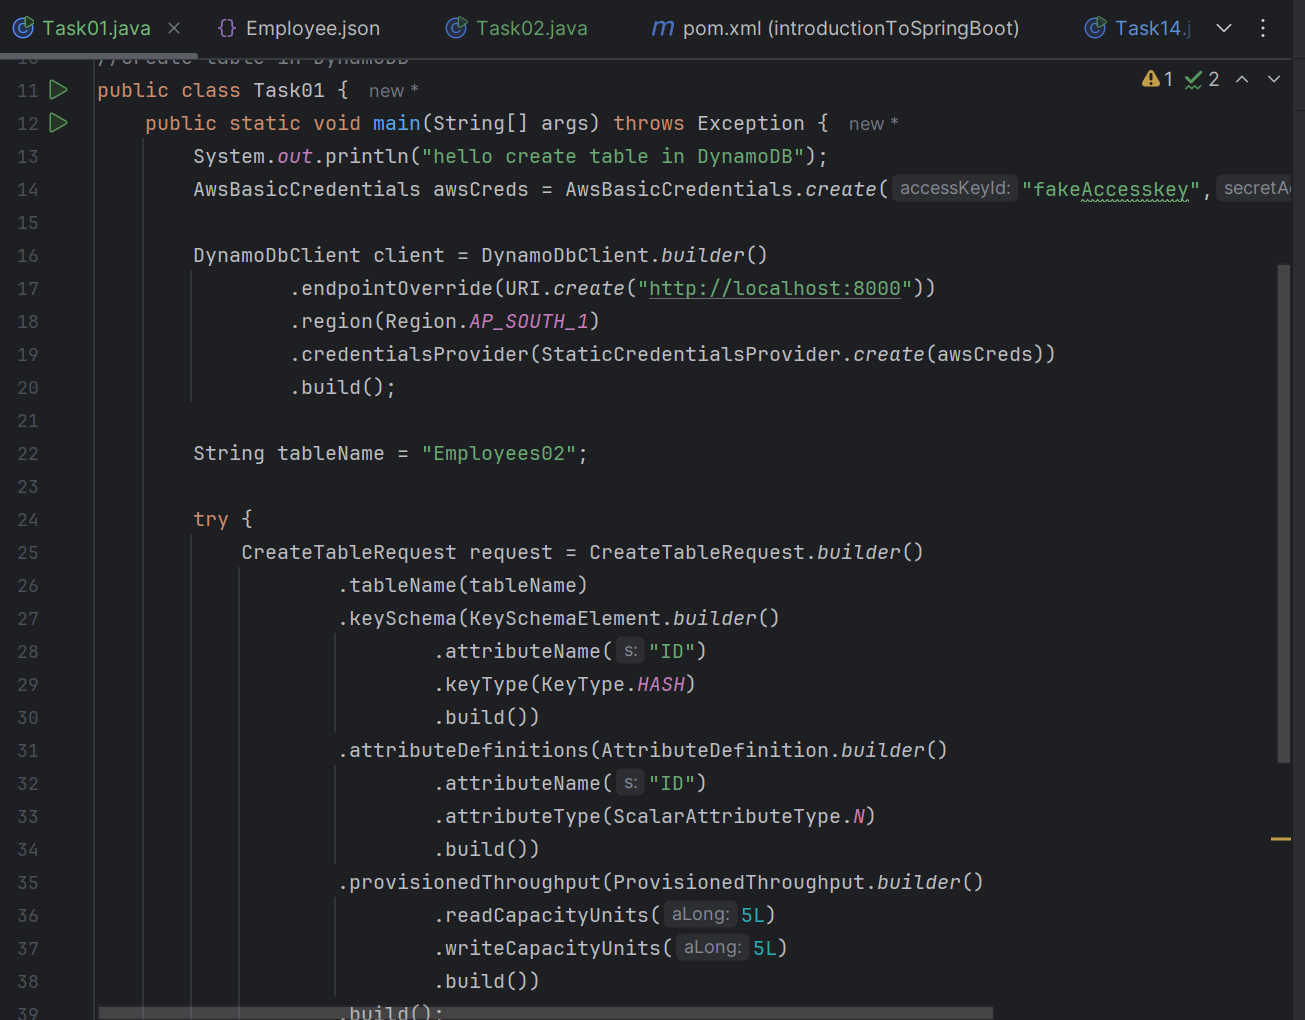 Task01.java × {} Employee.json Task02.java m pom.xml (introductionToSpringBoot) Task14.j
//create table in DynamoDB
1 2
11 public class Task01 { new *
12 public static void main(String[] args) throws Exception { new *
13 System.out.println("hello create table in DynamoDB");
14 AwsBasicCredentials awsCreds = AwsBasicCredentials.create( accessKeyId: "fakeAccesskey", secretAc
15
16 DynamoDbClient client = DynamoDbClient.builder()
17 .endpointOverride(URI.create("http://localhost:8000"))
18 .region(Region.AP_SOUTH_1)
19 .credentialsProvider(StaticCredentialsProvider.create(awsCreds))
20 .build();
21
22 String tableName = "Employees02";
23
24 try {
25 CreateTableRequest request = CreateTableRequest.builder()
26 .tableName(tableName)
27 .keySchema(KeySchemaElement.builder()
28 .attributeName( s: "ID")
29 .keyType(KeyType.HASH)
30 .build())
31 .attributeDefinitions(AttributeDefinition.builder()
32 .attributeName( s: "ID")
33 .attributeType(ScalarAttributeType.N)
34 .build())
35 .provisionedThroughput(ProvisionedThroughput.builder()
36 .readCapacityUnits( aLong: 5L)
37 .writeCapacityUnits( aLong: 5L)
38 .build())
39 .build();